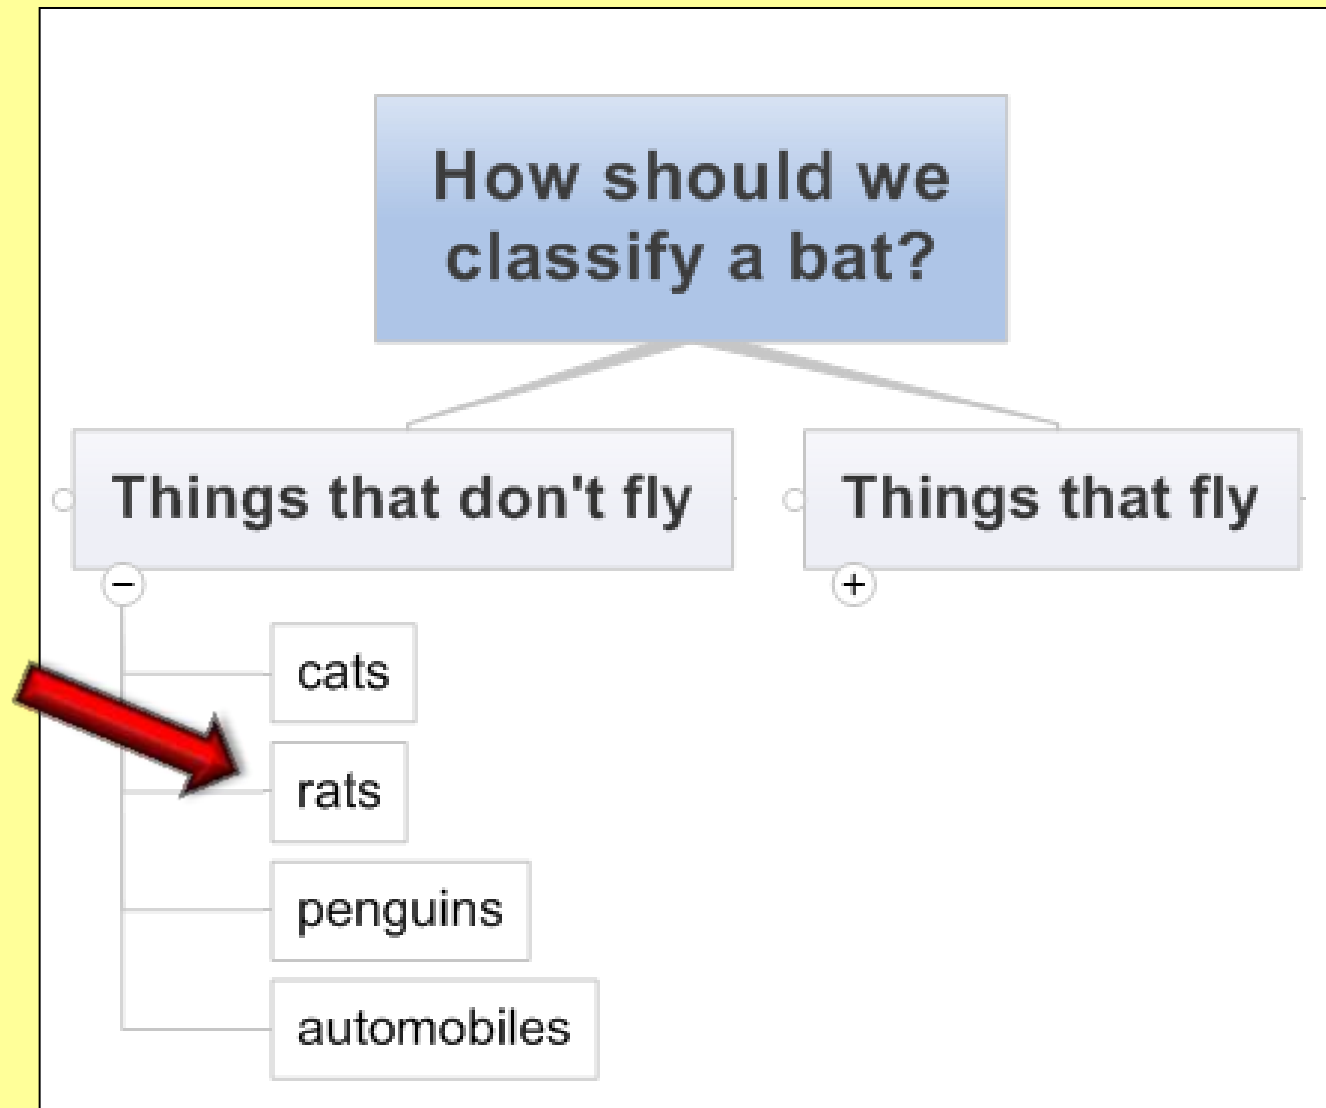 How should we
classify a bat?
Things that don't fly
Things that fly
cats
rats
penguins
automobiles